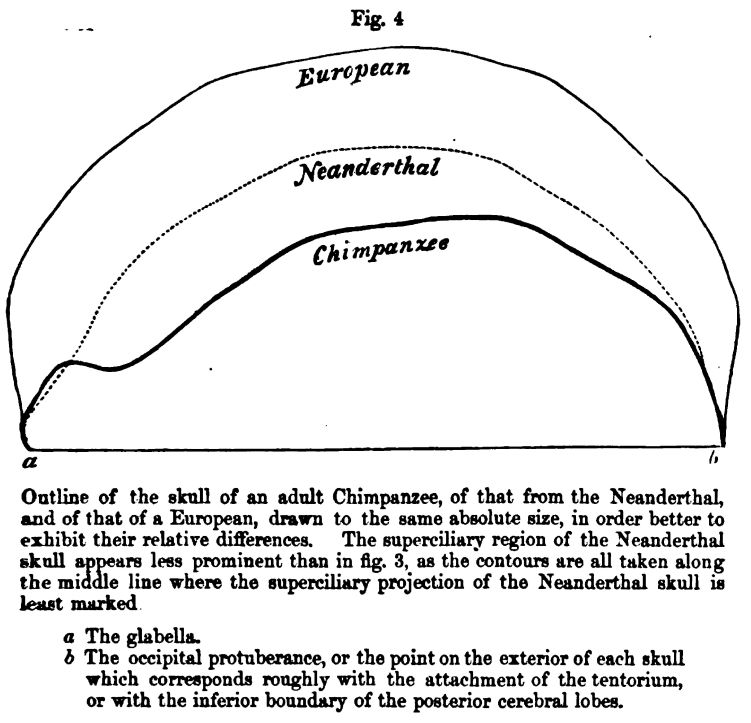 Fig. 4
European
Neanderthal
Chimpanzee
a
b
Outline of the skull of an adult Chimpanzee, of that from the Neanderthal,
and of that of a European, drawn to the same absolute size, in order better to
exhibit their relative differences. The superciliary region of the Neanderthal
skull appears less prominent than in fig. 3, as the contours are all taken along
the middle line where the superciliary projection of the Neanderthal skull is
least marked
a The glabella.
b The occipital protuberance, or the point on the exterior of each skull
which corresponds roughly with the attachment of the tentorium,
or with the inferior boundary of the posterior cerebral lobes.